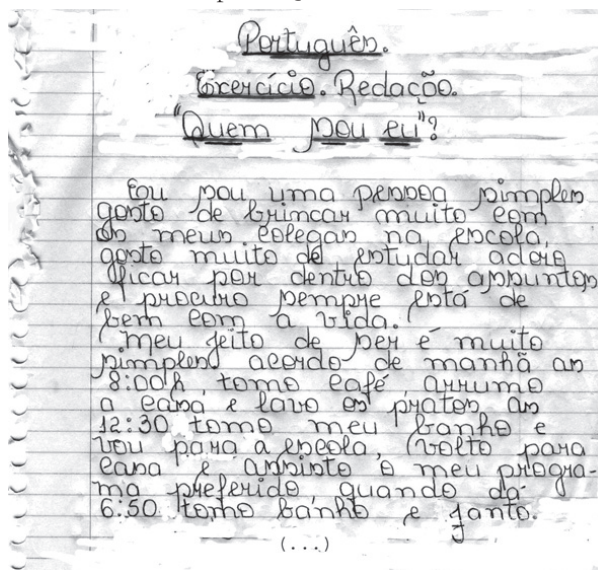 Português.
Exercício. Redação.
"Quem sou eu"?
Eou sou uma pessoa simples
gosto de brincar muito com
os meus colegas na escola,
gosto muito de estudar adoro
ficar por dentro dos assuntos
e procuro sempre está de
bem com a vida.
meu jeito de ser é muito
simples acordo de manhã as
8:00h tomo café arrumo
a casa e lavo os pratos as
12:30 tomo meu banho e
vou para a escola, volto para
casa e assisto o meu progra-
ma preferido quando dá
6:50 tomo banho e janto.
(...)